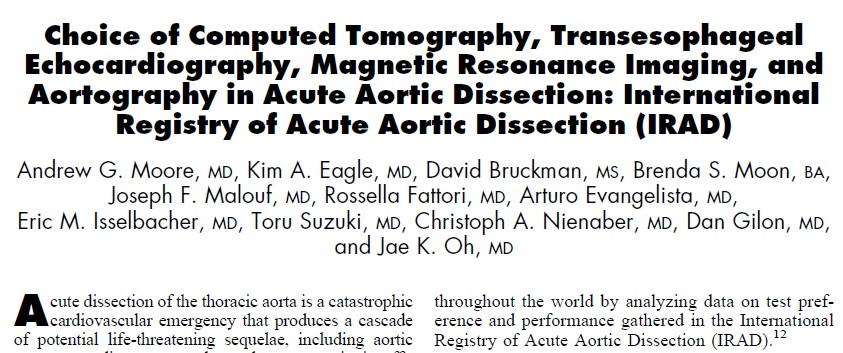 Choice of Computed Tomography, Transesophageal
Echocardiography, Magnetic Resonance Imaging, and
Aortography in Acute Aortic Dissection: International
Registry of Acute Aortic Dissection (IRAD)
Andrew G. Moore, MD, Kim A. Eagle, MD, David Bruckman, MS, Brenda S. Moon, BA,
Joseph F. Malouf, MD, Rossella Fattori, MD, Arturo Evangelista, MD,
Eric M. Isselbacher, MD, Toru Suzuki, MD, Christoph A. Nienaber, MD, Dan Gilon, MD,
and Jae K. Oh, MD
Acute dissection of the thoracic aorta is a catastrophic
cardiovascular emergency that produces a cascade
of potential life-threatening sequelae, including aortic
throughout the world by analyzing data on test pref-
erence and performance gathered in the International
Registry of Acute Aortic Dissection (IRAD).12